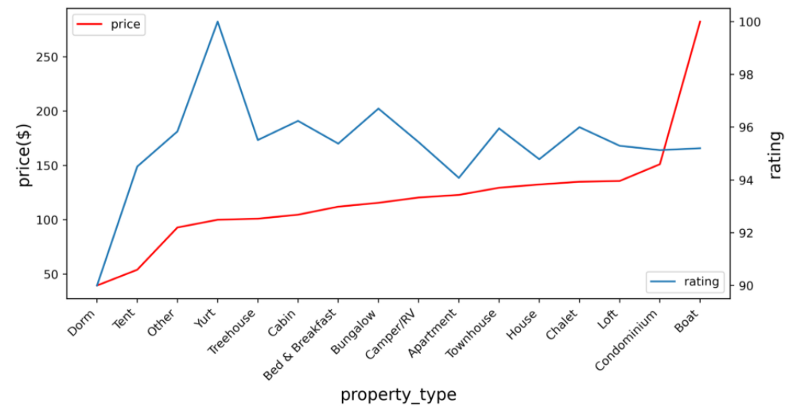 price
rating
price($)
250
200
150
100
50
rating
100
98
96
94
92
90
Dorm
Tent
Other
Yurt
Treehouse
Cabin
Bed & Breakfast
Bungalow
Camper/RV
Apartment
Townhouse
House
Chalet
Loft
Condominium
Boat
property_type